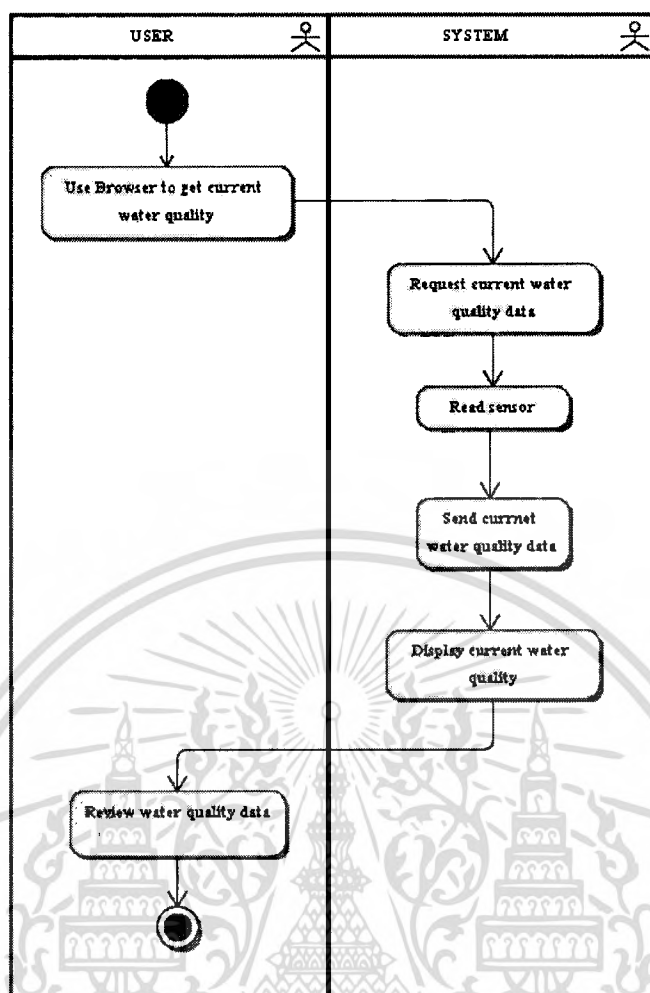 USER
SYSTEM
Use Browser to get current
water quality
Request current water
quality data
Read sensor
Send currnet
water quality data
Display current water
quality
Review water quality data